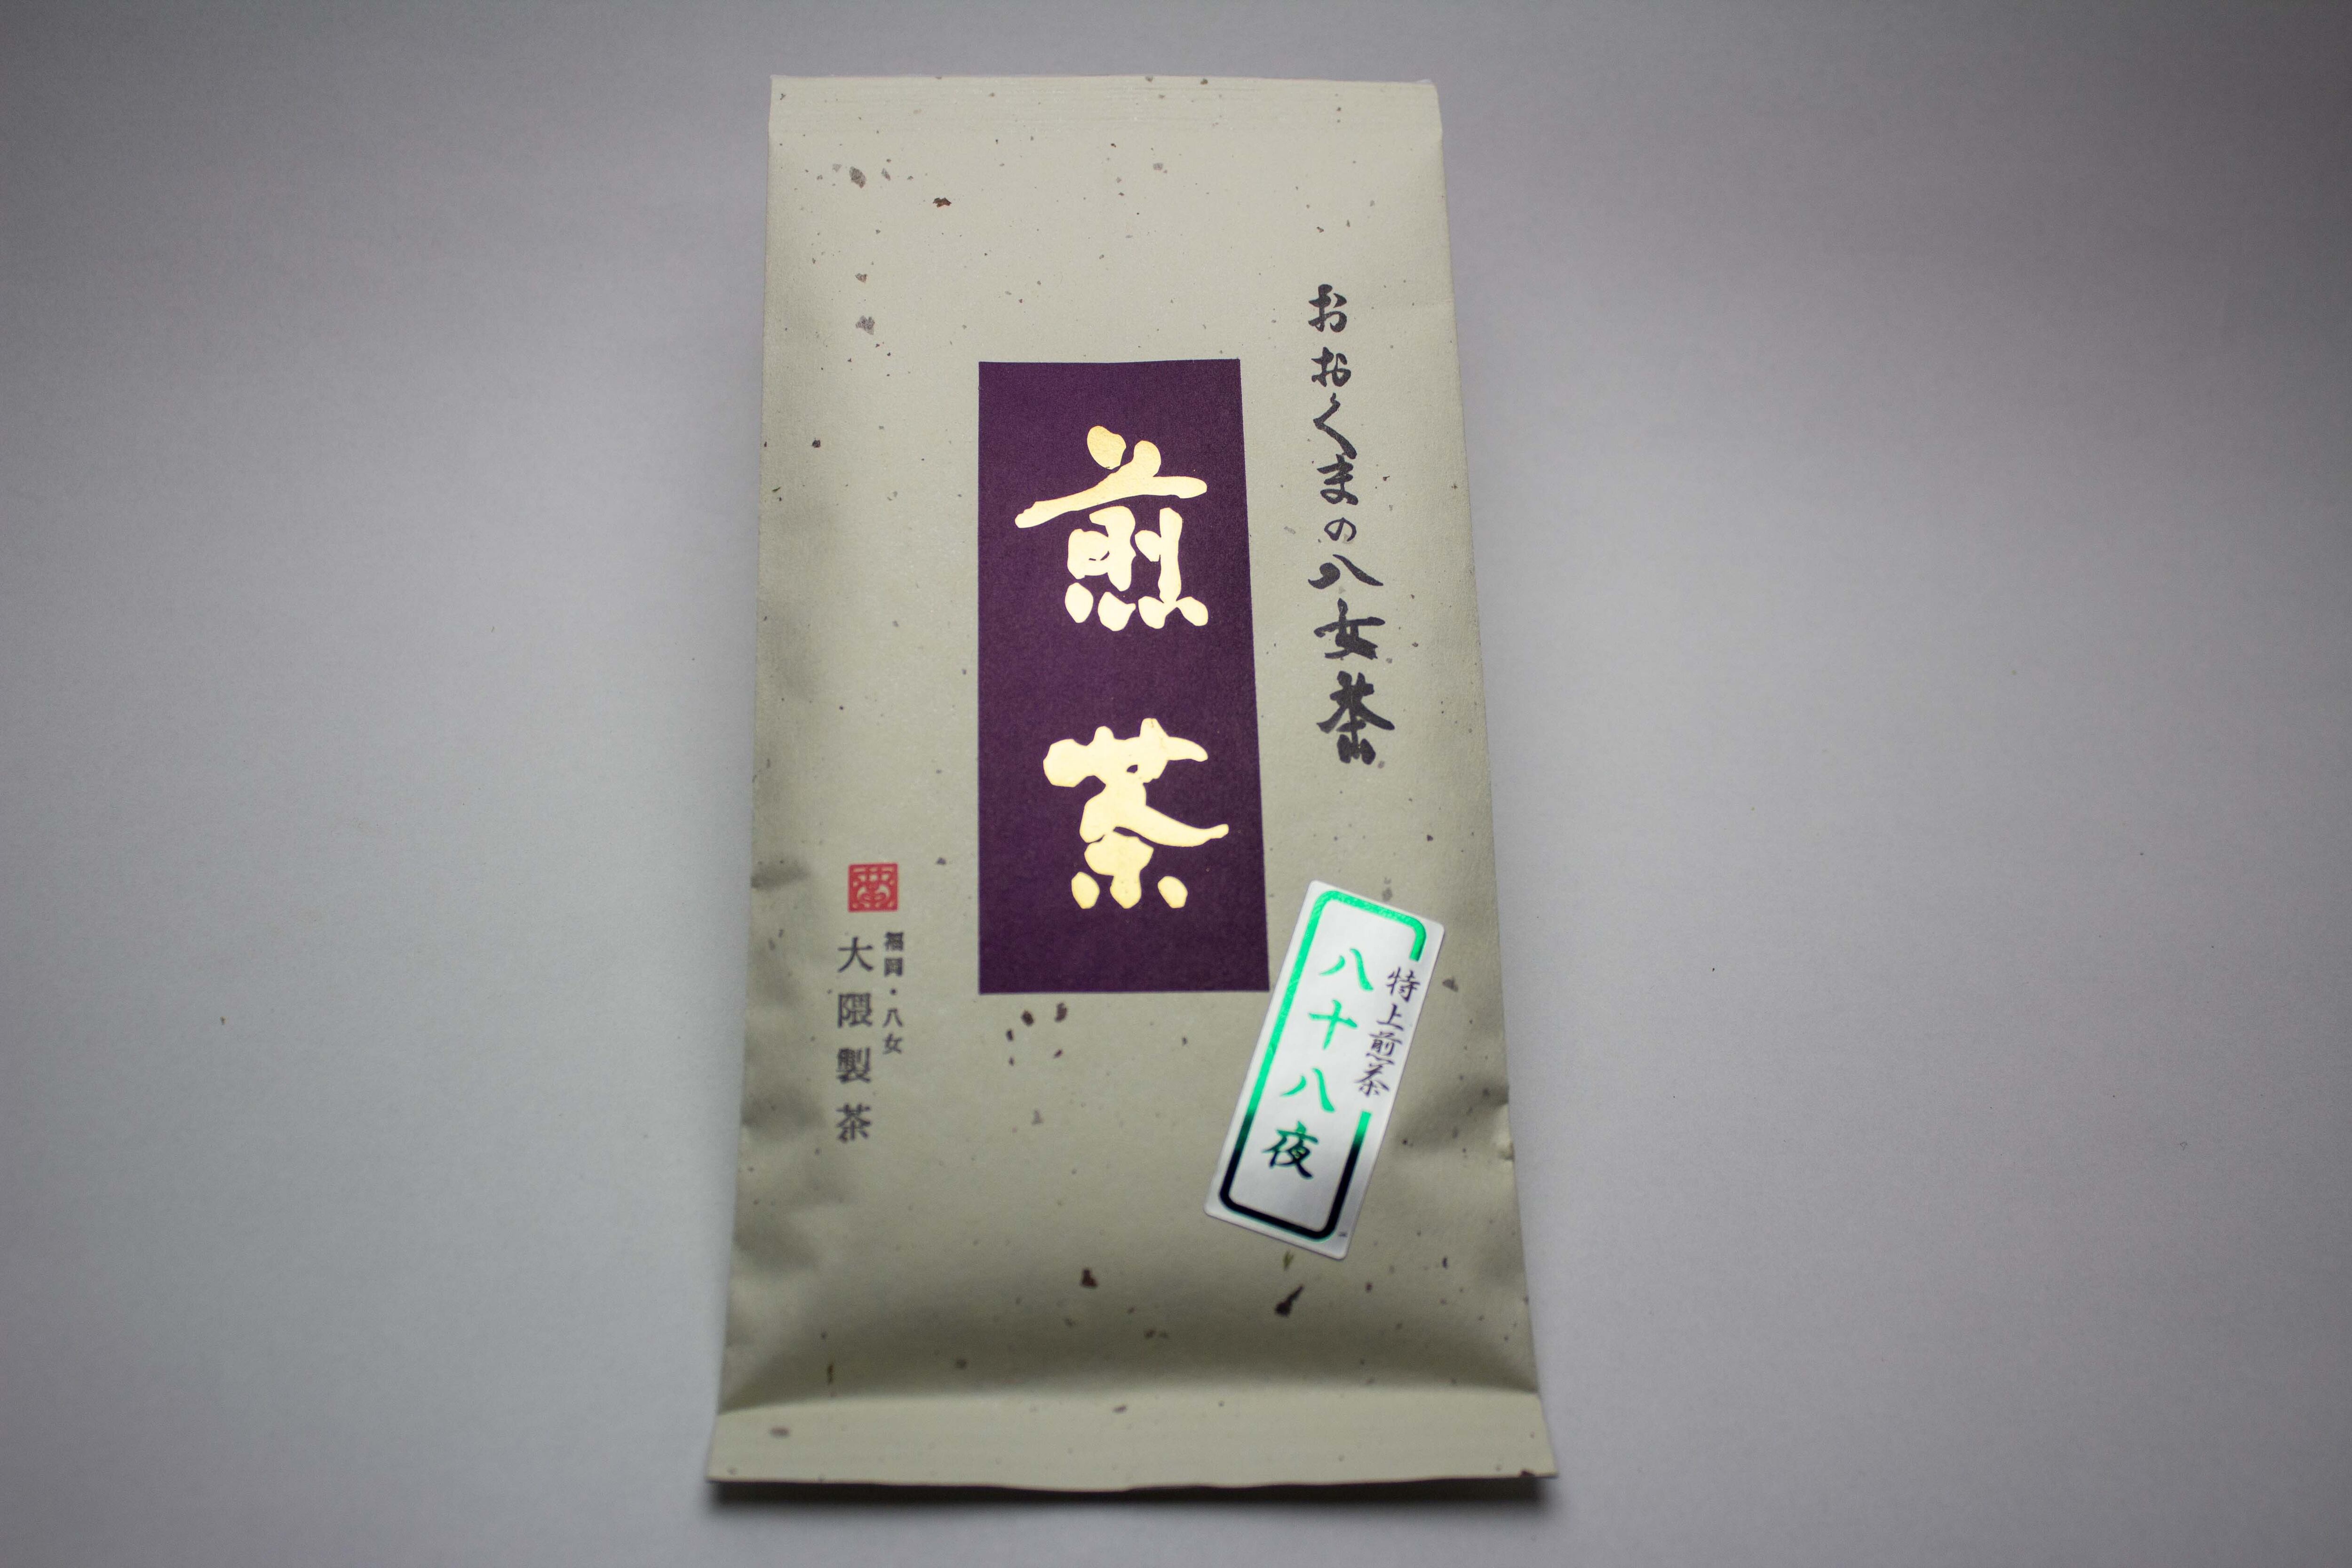 おおくまの八女茶
煎茶
特上煎茶
八十八夜
福岡・八女
大隈製茶